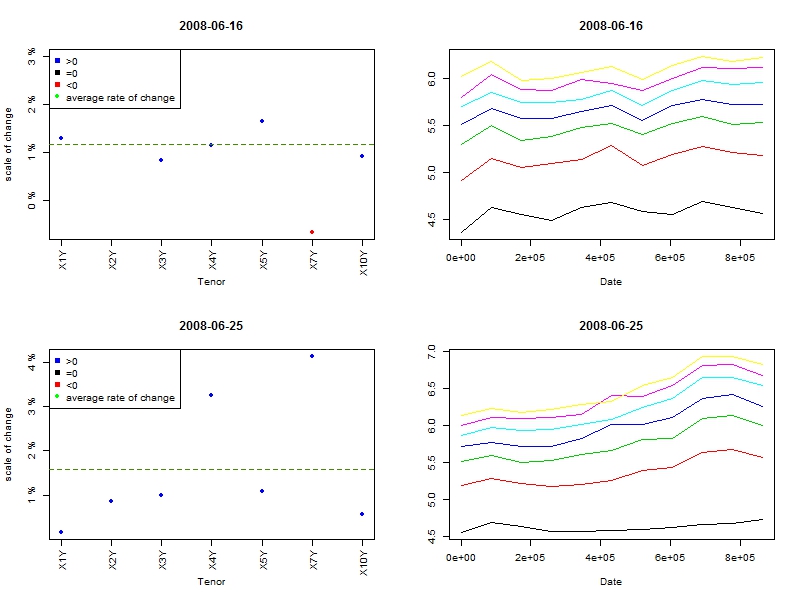 2008-06-16
3 %
2 %
1 %
0 %
scale of change
>0
=0
<0
average rate of change
X1Y
X2Y
X3Y
X4Y
X5Y
X7Y
X10Y
Tenor
2008-06-16
6.0
5.5
5.0
4.5
0e+00
2e+05
4e+05
6e+05
8e+05
Date
2008-06-25
4 %
3 %
2 %
1 %
scale of change
>0
=0
<0
average rate of change
X1Y
X2Y
X3Y
X4Y
X5Y
X7Y
X10Y
Tenor
2008-06-25
7.0
6.5
6.0
5.5
5.0
4.5
0e+00
2e+05
4e+05
6e+05
8e+05
Date